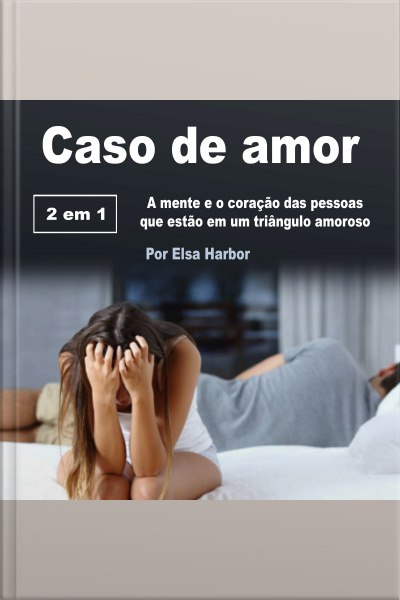 Caso de amor
2 em 1
A mente e o coração das pessoas
que estão em um triângulo amoroso
Por Elsa Harbor